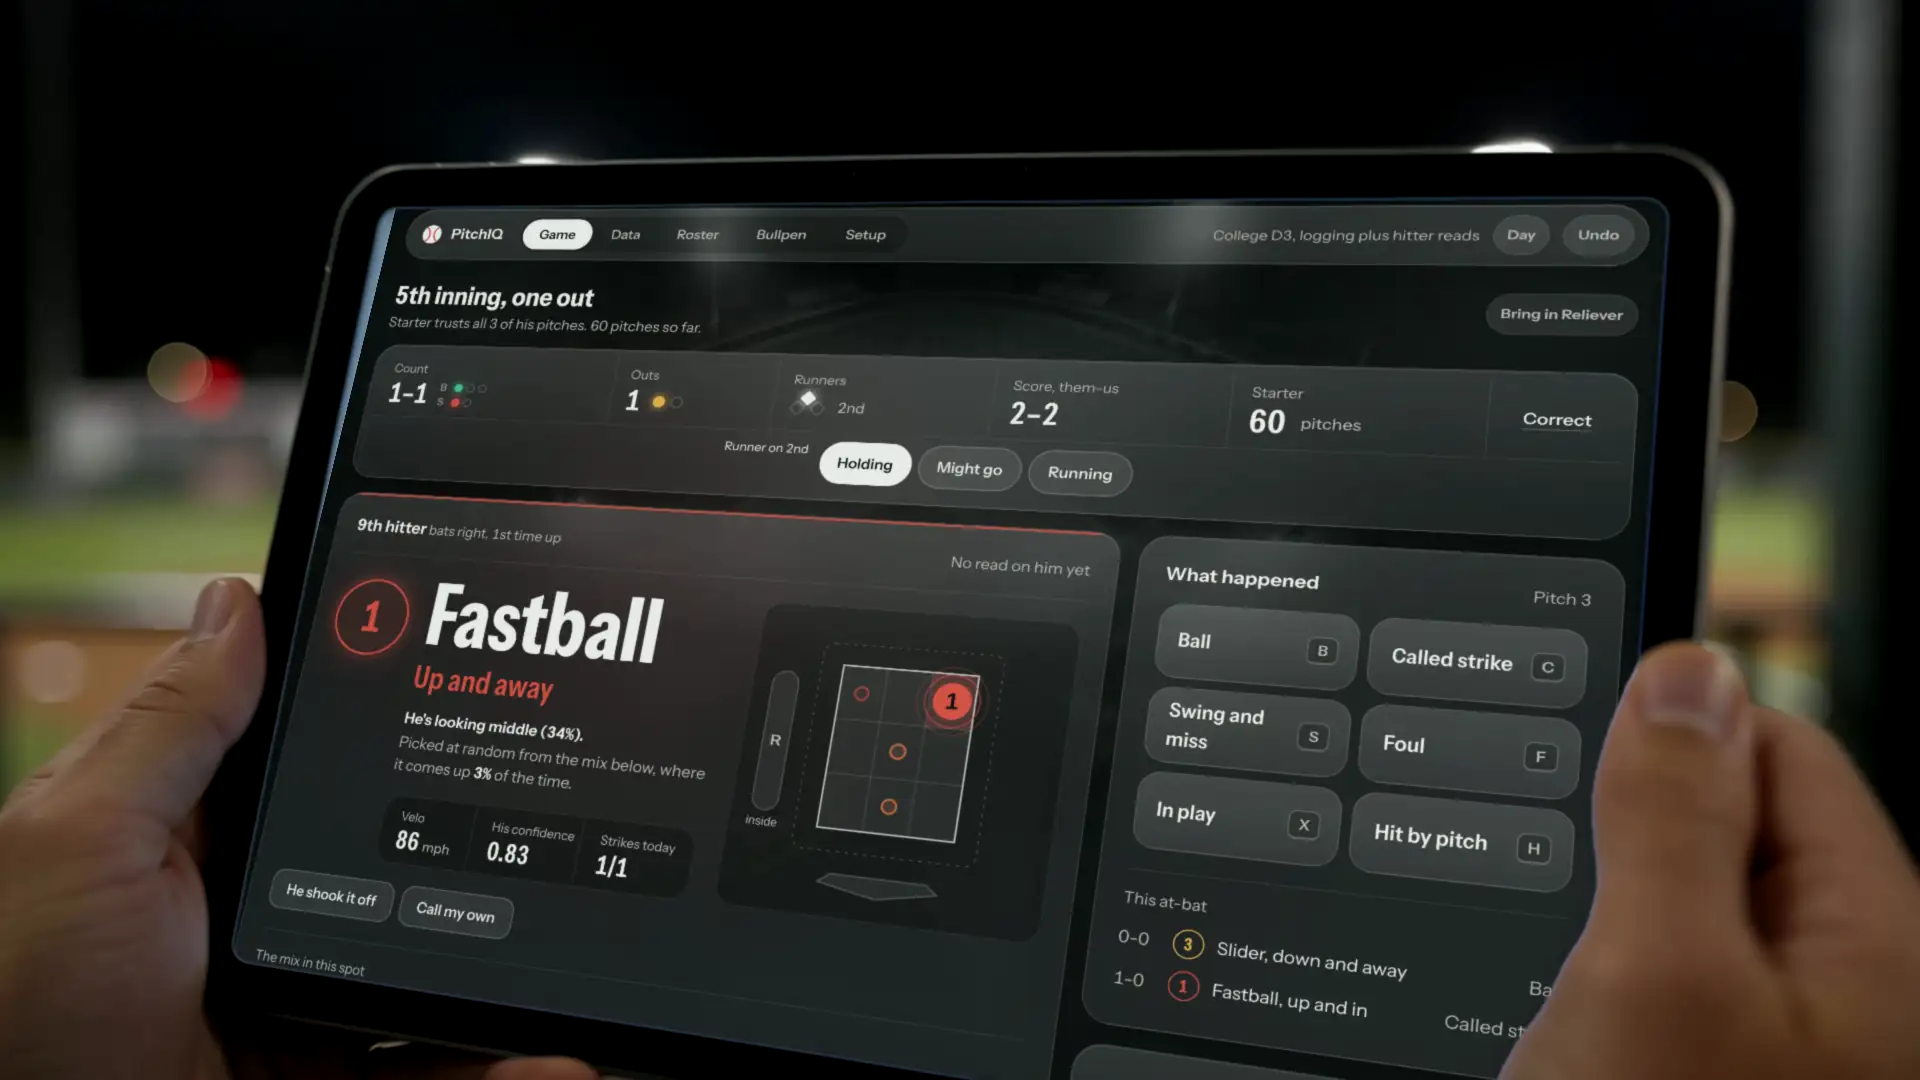 PitchIQ Game Data Roster Bullpen Setup College D3, logging plus hitter reads Day Undo
5th inning, one out
Starter trusts all 3 of his pitches. 60 pitches so far.
Bring in Reliever
Count
1-1
B
S
Outs
1
Runners
2nd
Score, them-us
2-2
Starter
60 pitches
Correct
Runner on 2nd Holding Might go Running
9th hitter bats right, 1st time up
No read on him yet
1 Fastball
Up and away
He's looking middle (34%).
Picked at random from the mix below, where
it comes up 3% of the time.
Velo
86 mph
His confidence
0.83
Strikes today
1/1
He shook it off Call my own
The mix in this spot
1
R
inside
What happened
Pitch 3
Ball B
Called strike C
Swing and
miss S
Foul F
In play X
Hit by pitch H
This at-bat
0-0 3 Slider, down and away
1-0 1 Fastball, up and in
Called